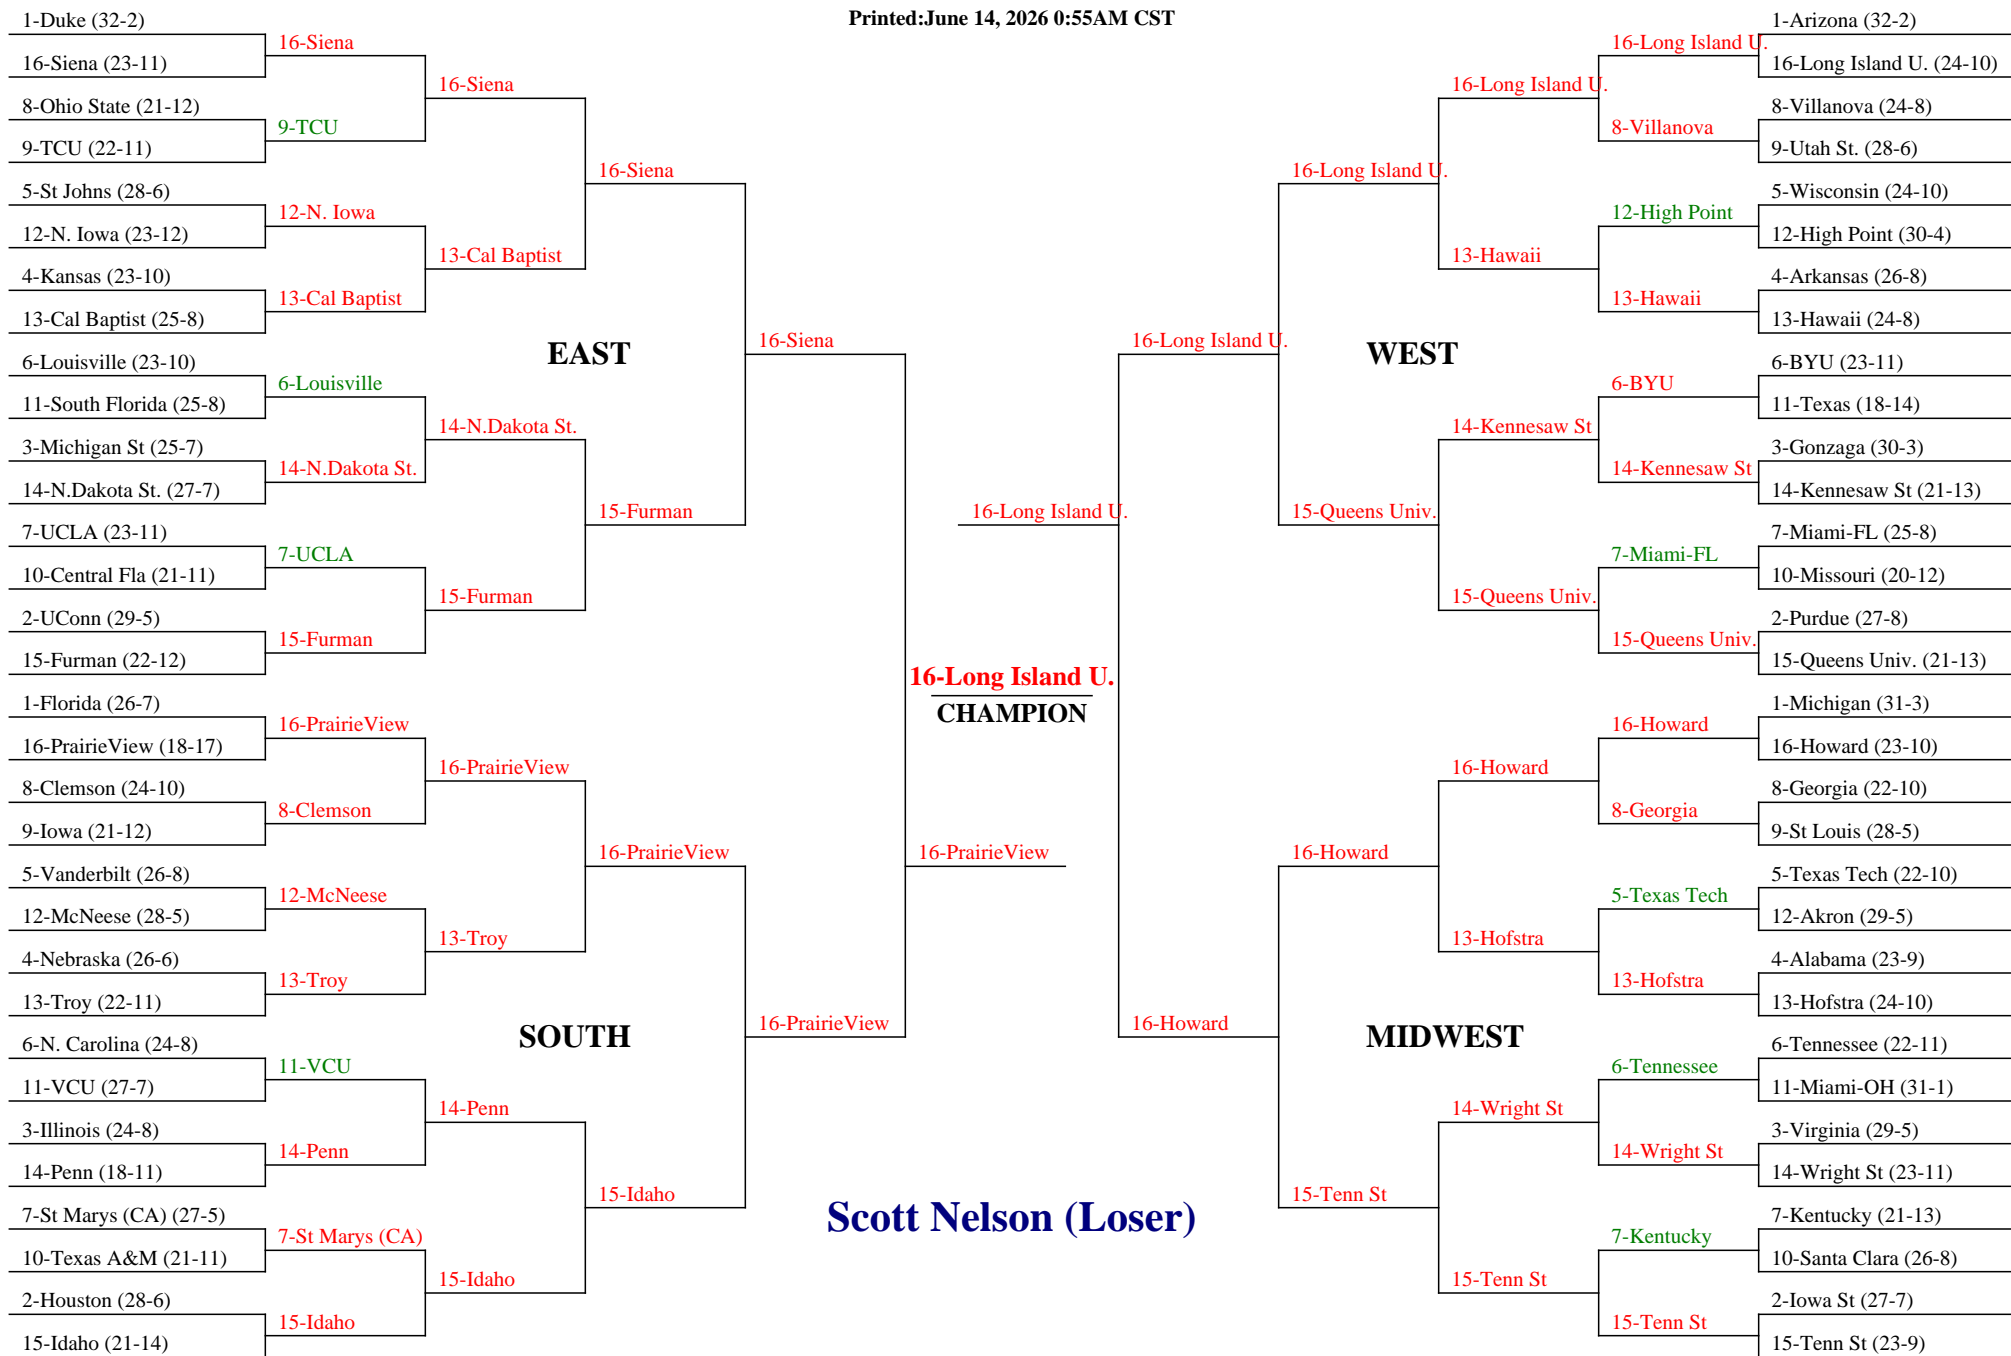 Printed:June 14, 2026 0:55AM CST
1-Duke (32-2)
16-Siena (23-11)
8-Ohio State (21-12)
9-TCU (22-11)
5-St Johns (28-6)
12-N. Iowa (23-12)
4-Kansas (23-10)
13-Cal Baptist (25-8)
6-Louisville (23-10)
11-South Florida (25-8)
3-Michigan St (25-7)
14-N.Dakota St. (27-7)
7-UCLA (23-11)
10-Central Fla (21-11)
2-UConn (29-5)
15-Furman (22-12)
1-Florida (26-7)
16-PrairieView (18-17)
8-Clemson (24-10)
9-Iowa (21-12)
5-Vanderbilt (26-8)
12-McNeese (28-5)
4-Nebraska (26-6)
13-Troy (22-11)
6-N. Carolina (24-8)
11-VCU (27-7)
3-Illinois (24-8)
14-Penn (18-11)
7-St Marys (CA) (27-5)
10-Texas A&M (21-11)
2-Houston (28-6)
15-Idaho (21-14)
16-Siena
9-TCU
12-N. Iowa
13-Cal Baptist
6-Louisville
14-N.Dakota St.
7-UCLA
15-Furman
16-PrairieView
8-Clemson
12-McNeese
13-Troy
11-VCU
14-Penn
7-St Marys (CA)
15-Idaho
16-Siena
13-Cal Baptist
14-N.Dakota St.
15-Furman
16-PrairieView
13-Troy
14-Penn
15-Idaho
16-Siena
15-Furman
16-PrairieView
15-Idaho
EAST
SOUTH
16-Siena
16-PrairieView
16-Long Island U.
16-Long Island U.
CHAMPION
16-PrairieView
Scott Nelson (Loser)
16-Long Island U.
16-Howard
WEST
MIDWEST
16-Long Island U.
15-Queens Univ.
16-Howard
15-Tenn St
16-Long Island U.
13-Hawaii
14-Kennesaw St
15-Queens Univ.
16-Howard
13-Hofstra
14-Wright St
15-Tenn St
16-Long Island U.
8-Villanova
12-High Point
13-Hawaii
6-BYU
14-Kennesaw St
7-Miami-FL
15-Queens Univ.
16-Howard
8-Georgia
5-Texas Tech
13-Hofstra
6-Tennessee
14-Wright St
7-Kentucky
15-Tenn St
1-Arizona (32-2)
16-Long Island U. (24-10)
8-Villanova (24-8)
9-Utah St. (28-6)
5-Wisconsin (24-10)
12-High Point (30-4)
4-Arkansas (26-8)
13-Hawaii (24-8)
6-BYU (23-11)
11-Texas (18-14)
3-Gonzaga (30-3)
14-Kennesaw St (21-13)
7-Miami-FL (25-8)
10-Missouri (20-12)
2-Purdue (27-8)
15-Queens Univ. (21-13)
1-Michigan (31-3)
16-Howard (23-10)
8-Georgia (22-10)
9-St Louis (28-5)
5-Texas Tech (22-10)
12-Akron (29-5)
4-Alabama (23-9)
13-Hofstra (24-10)
6-Tennessee (22-11)
11-Miami-OH (31-1)
3-Virginia (29-5)
14-Wright St (23-11)
7-Kentucky (21-13)
10-Santa Clara (26-8)
2-Iowa St (27-7)
15-Tenn St (23-9)